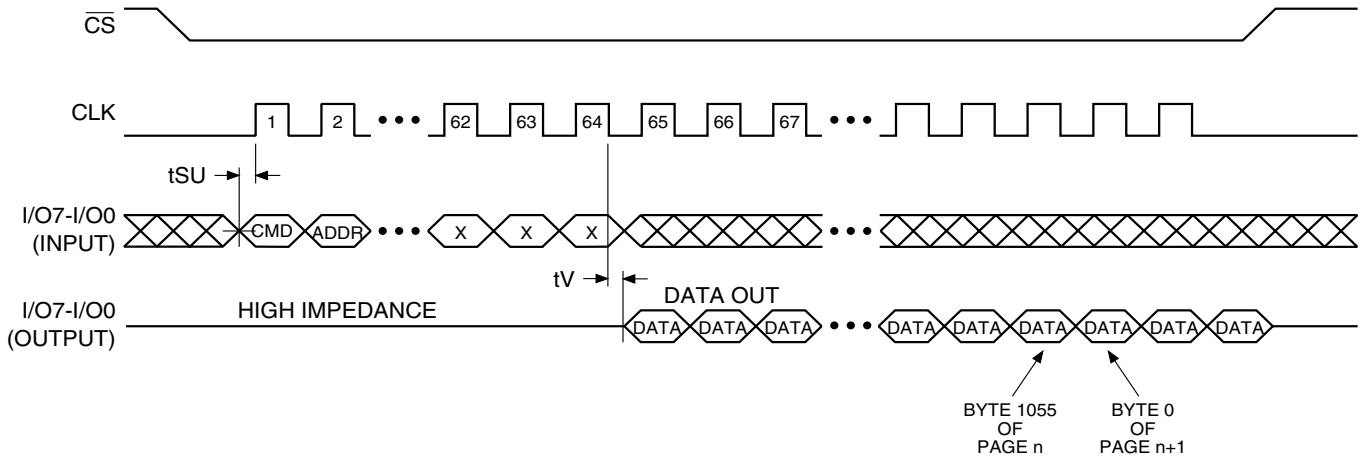 CS
CLK
1 2 ••• 62 63 64 65 66 67 •••
tSU
I/O7-I/O0
(INPUT)
CMD ADDR ••• X X X •••
tV
I/O7-I/O0
(OUTPUT)
HIGH IMPEDANCE
DATA OUT
DATA DATA DATA ••• DATA DATA DATA DATA DATA DATA
BYTE 1055
OF
PAGE n
BYTE 0
OF
PAGE n+1